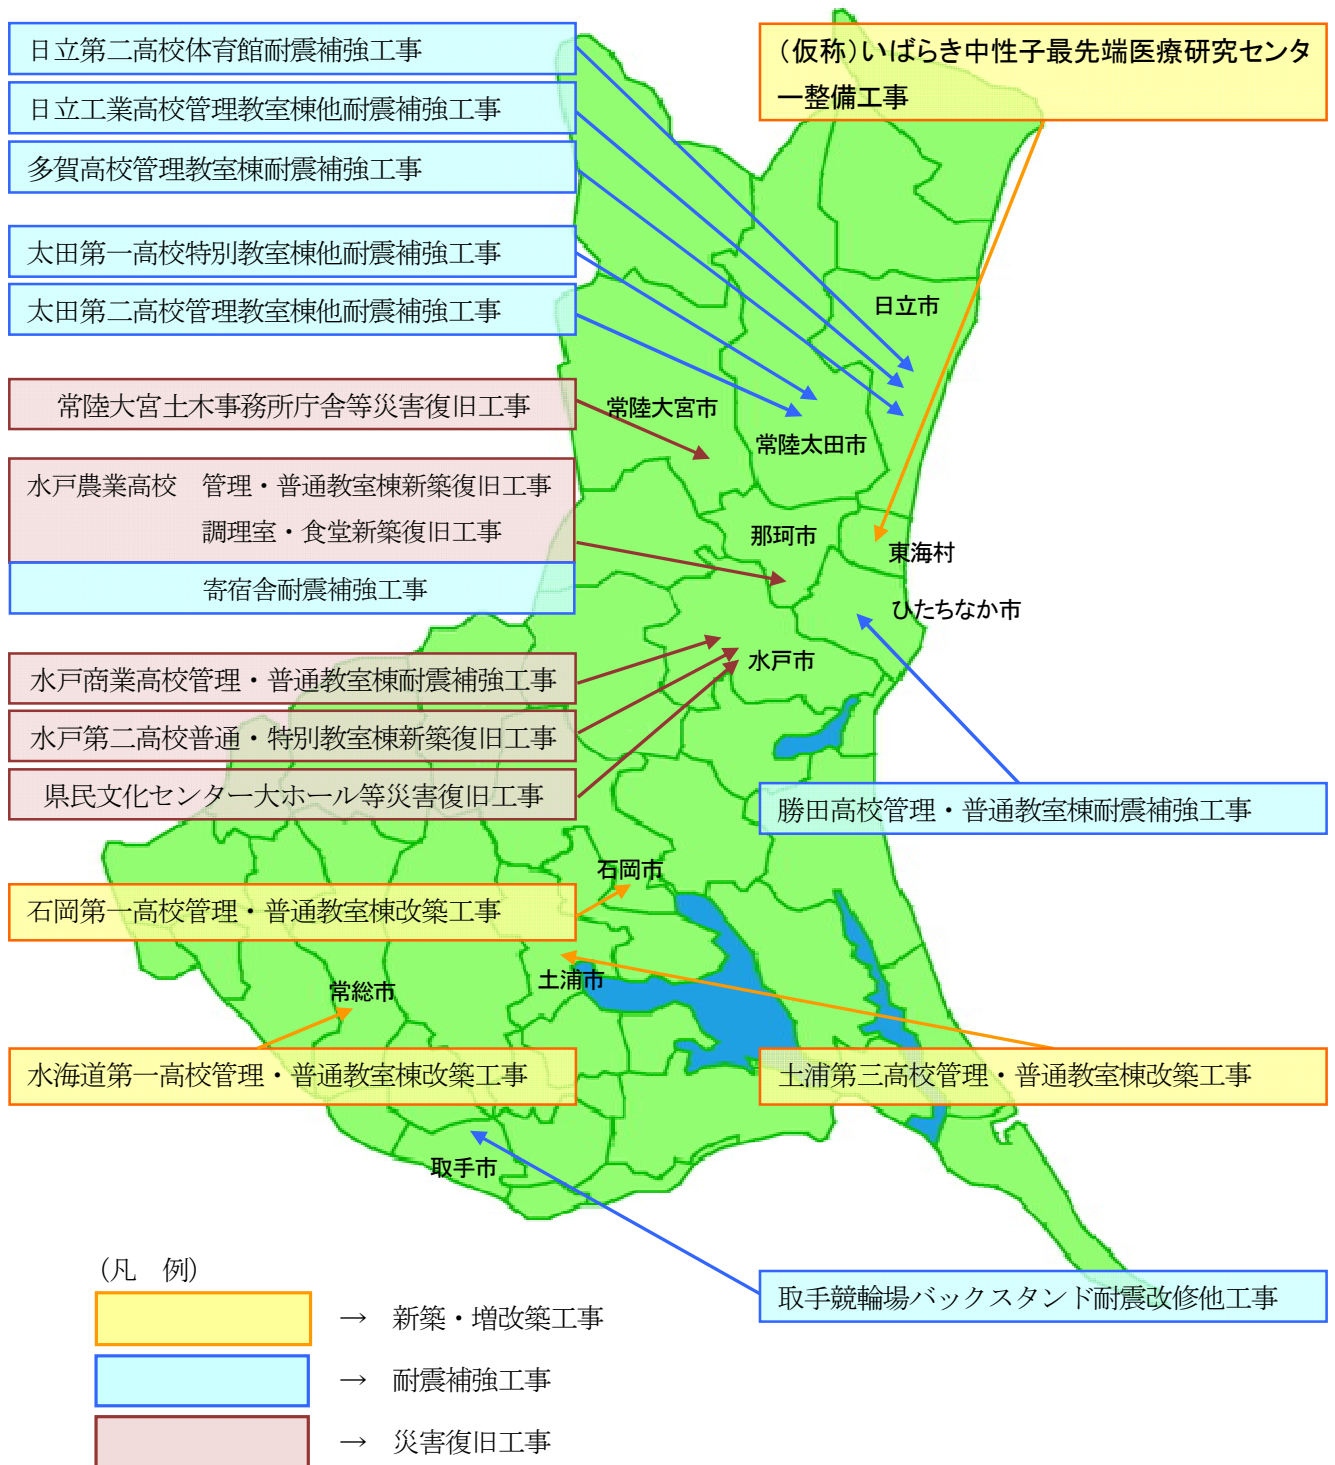 日立第二高校体育館耐震補強工事
日立工業高校管理教室棟他耐震補強工事
多賀高校管理教室棟耐震補強工事
太田第一高校特別教室棟他耐震補強工事
太田第二高校管理教室棟他耐震補強工事
常陸大宮土木事務所庁舎等災害復旧工事
水戸農業高校　管理・普通教室棟新築復旧工事
調理室・食堂新築復旧工事
寄宿舎耐震補強工事
水戸商業高校管理・普通教室棟耐震補強工事
水戸第二高校普通・特別教室棟新築復旧工事
県民文化センター大ホール等災害復旧工事
石岡第一高校管理・普通教室棟改築工事
水海道第一高校管理・普通教室棟改築工事
（仮称）いばらき中性子最先端医療研究センタ
ー整備工事
日立市
常陸大宮市
常陸太田市
那珂市
東海村
ひたちなか市
水戸市
勝田高校管理・普通教室棟耐震補強工事
石岡市
土浦市
常総市
土浦第三高校管理・普通教室棟改築工事
取手市
取手競輪場バックスタンド耐震改修他工事
(凡　例)
→　新築・増改築工事
→　耐震補強工事
→　災害復旧工事